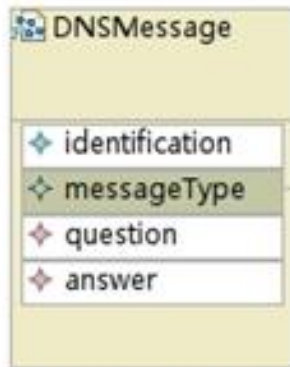 DNSMessage
identification
messageType
question
answer